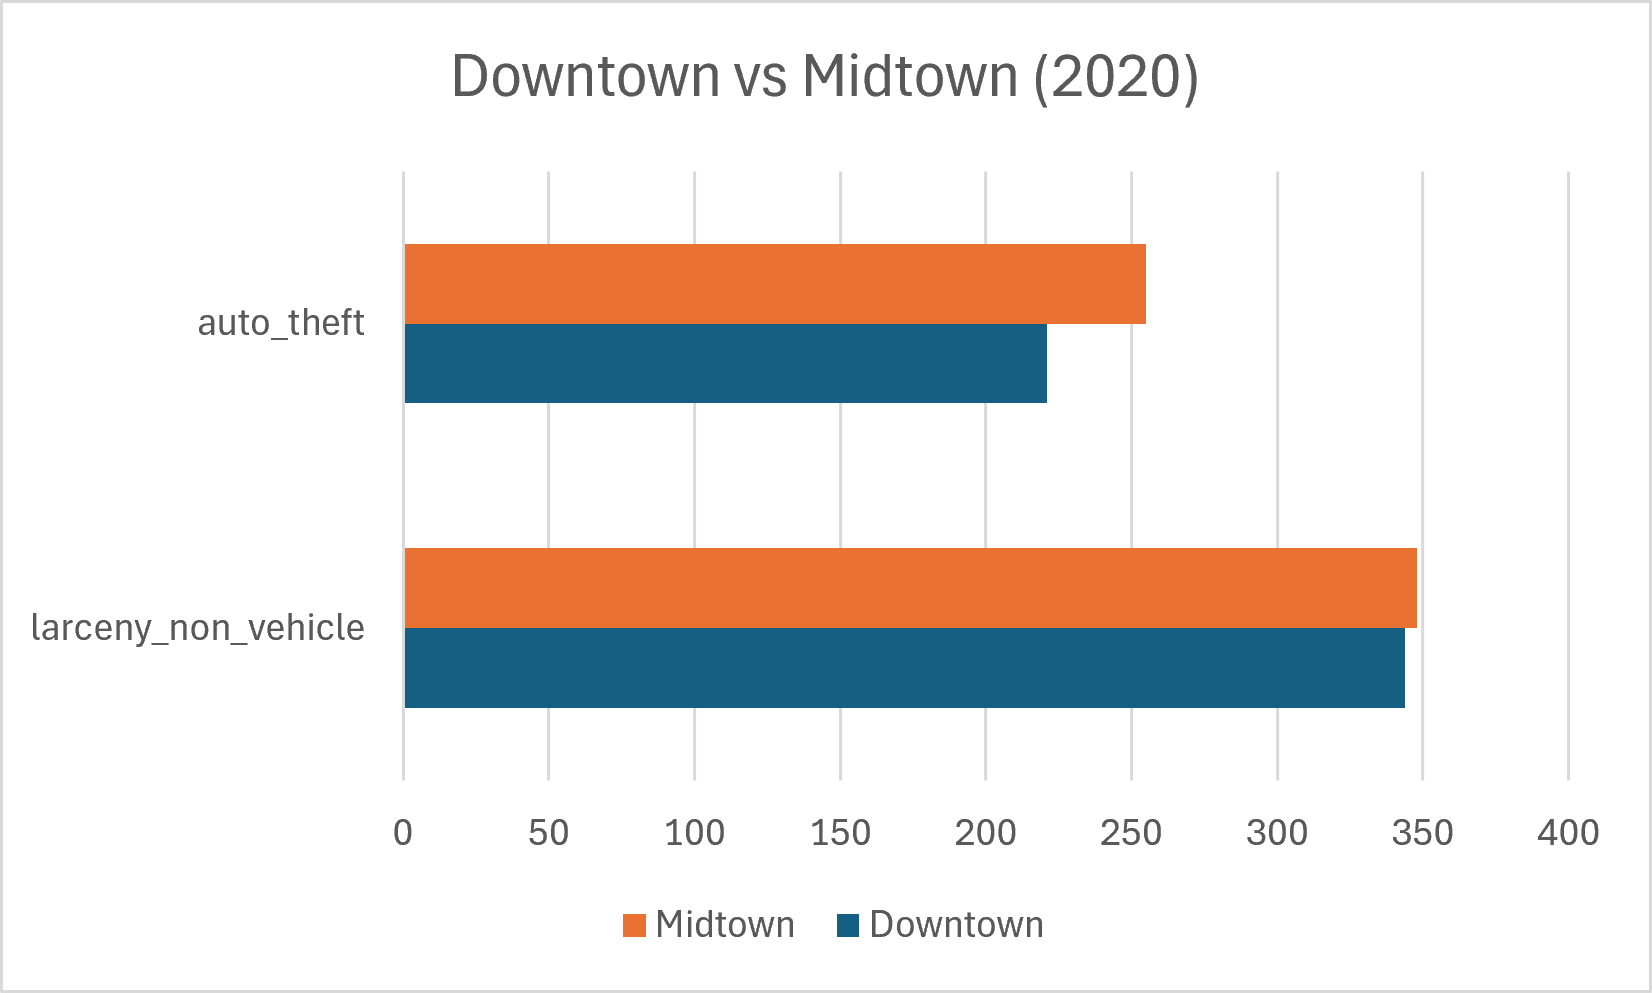 Downtown vs Midtown (2020)
auto_theft
larceny_non_vehicle
0 50 100 150 200 250 300 350 400
Midtown Downtown